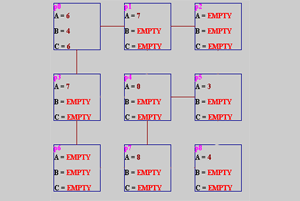 p0
A = 6
B = 4
C = 6
p1
A = 7
B = EMPTY
C = EMPTY
p2
A = EMPTY
B = EMPTY
C = EMPTY
p3
A = 7
B = EMPTY
C = EMPTY
p4
A = 0
B = EMPTY
C = EMPTY
p5
A = 3
B = EMPTY
C = EMPTY
p6
A = EMPTY
B = EMPTY
C = EMPTY
p7
A = 8
B = EMPTY
C = EMPTY
p8
A = 4
B = EMPTY
C = EMPTY